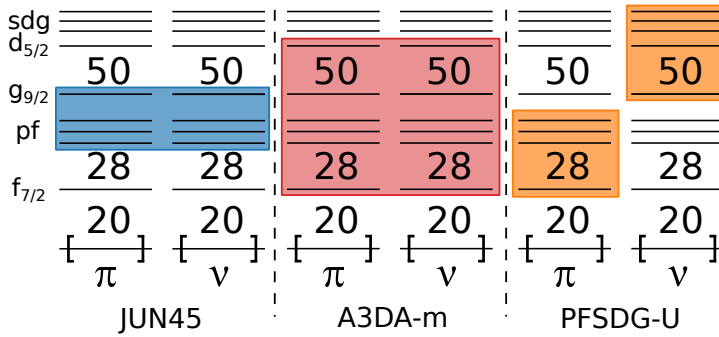 sdg
d5/2
50 50 50 50 50 50
g9/2
pf
28 28 28 28 28 28
f7/2
20 20 20 20 20 20
[ ] [ ] [ ] [ ] [ ] [ ]
π ν π ν π ν
JUN45 A3DA-m PFSDG-U